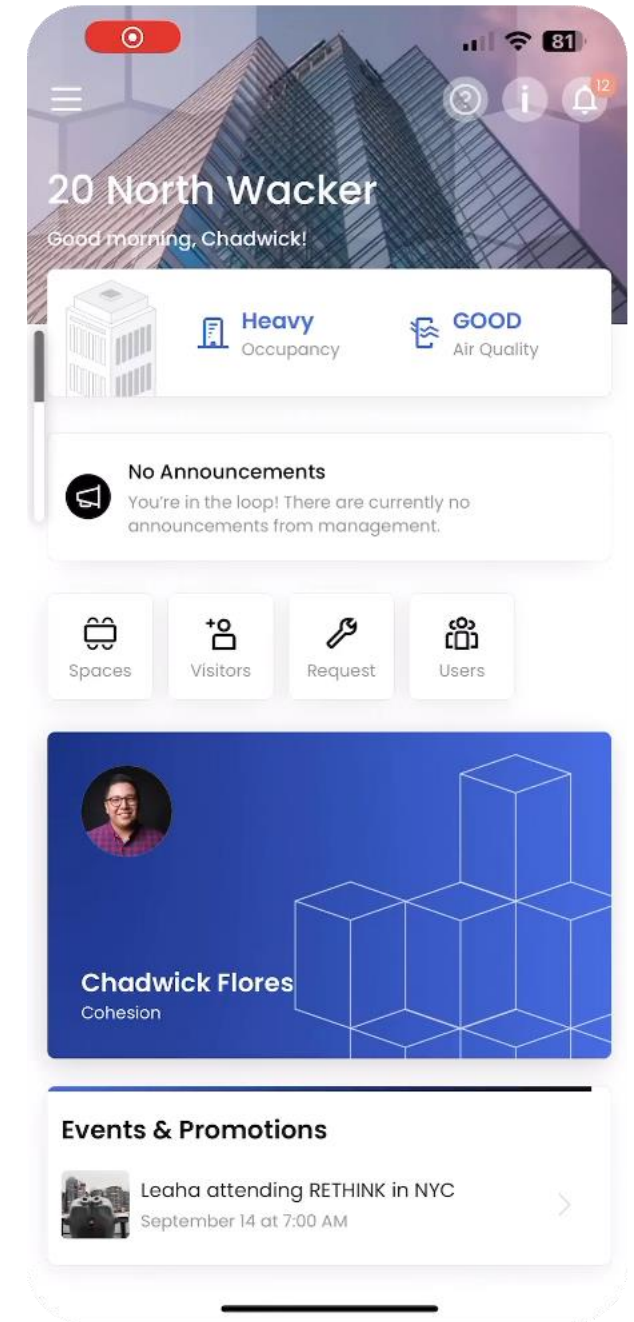 81
12
20 North Wacker
Good morning, Chadwick!
Heavy
Occupancy
GOOD
Air Quality
No Announcements
You're in the loop! There are currently no
announcements from management.
Spaces
Visitors
Request
Users
Chadwick Flores
Cohesion
Events & Promotions
Leaha attending RETHINK in NYC
September 14 at 7:00 AM